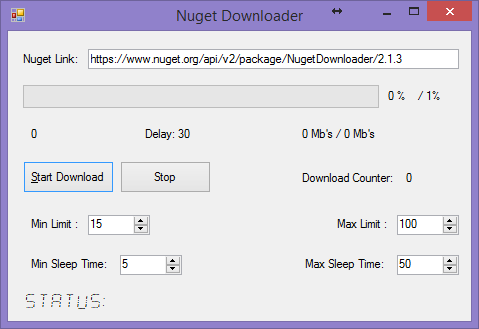 Nuget Downloader
Nuget Link: https://www.nuget.org/api/v2/package/NugetDownloader/2.1.3
0 % / 1%
0 Delay: 30 0 Mb's / 0 Mb's
Start Download Stop Download Counter: 0
Min Limit : 15 Max Limit : 100
Min Sleep Time: 5 Max Sleep Time: 50
STATUS: